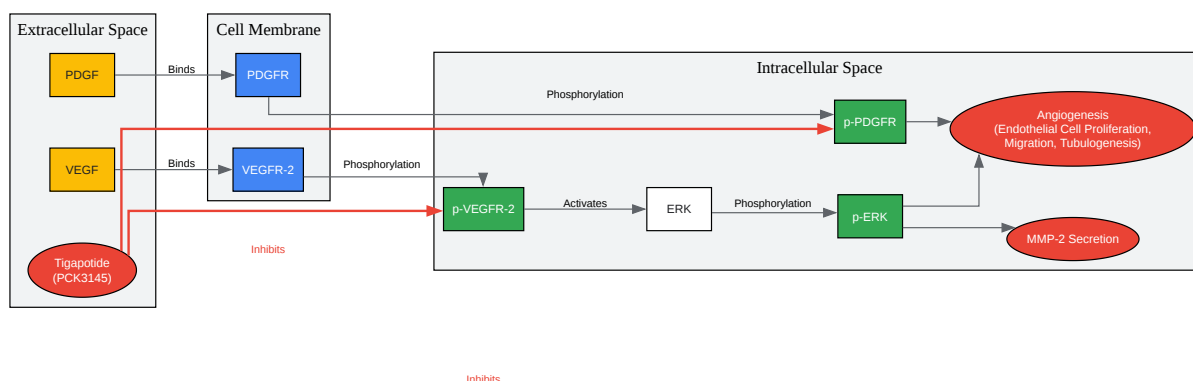 Extracellular Space
Cell Membrane
Intracellular Space
PDGF
Binds
PDGFR
Phosphorylation
p-PDGFR
Angiogenesis
(Endothelial Cell Proliferation,
Migration, Tubulogenesis)
VEGF
Binds
VEGFR-2
Phosphorylation
p-VEGFR-2
Activates
ERK
Phosphorylation
p-ERK
MMP-2 Secretion
Inhibits
Tigapotide
(PCK3145)
Inhibits